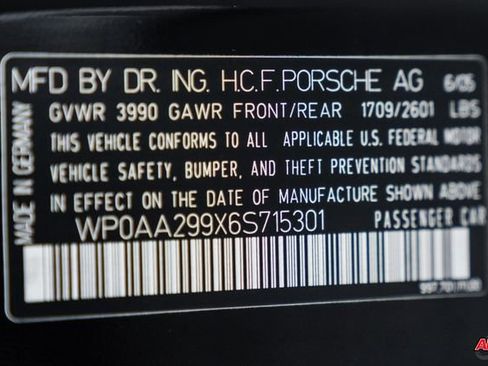 MFD BY DR. ING. H.C.F. PORSCHE AG 6/05
GVWR 3990 GAWR FRONT/REAR 1709/2601 LBS
THIS VEHICLE CONFORMS TO ALL APPLICABLE U.S. FEDERAL MOTOR
VEHICLE SAFETY, BUMPER, AND THEFT PREVENTION STANDARDS
IN EFFECT ON THE DATE OF MANUFACTURE SHOWN ABOVE
WP0AA299X6S715301 PASSENGER CAR
MADE IN GERMANY